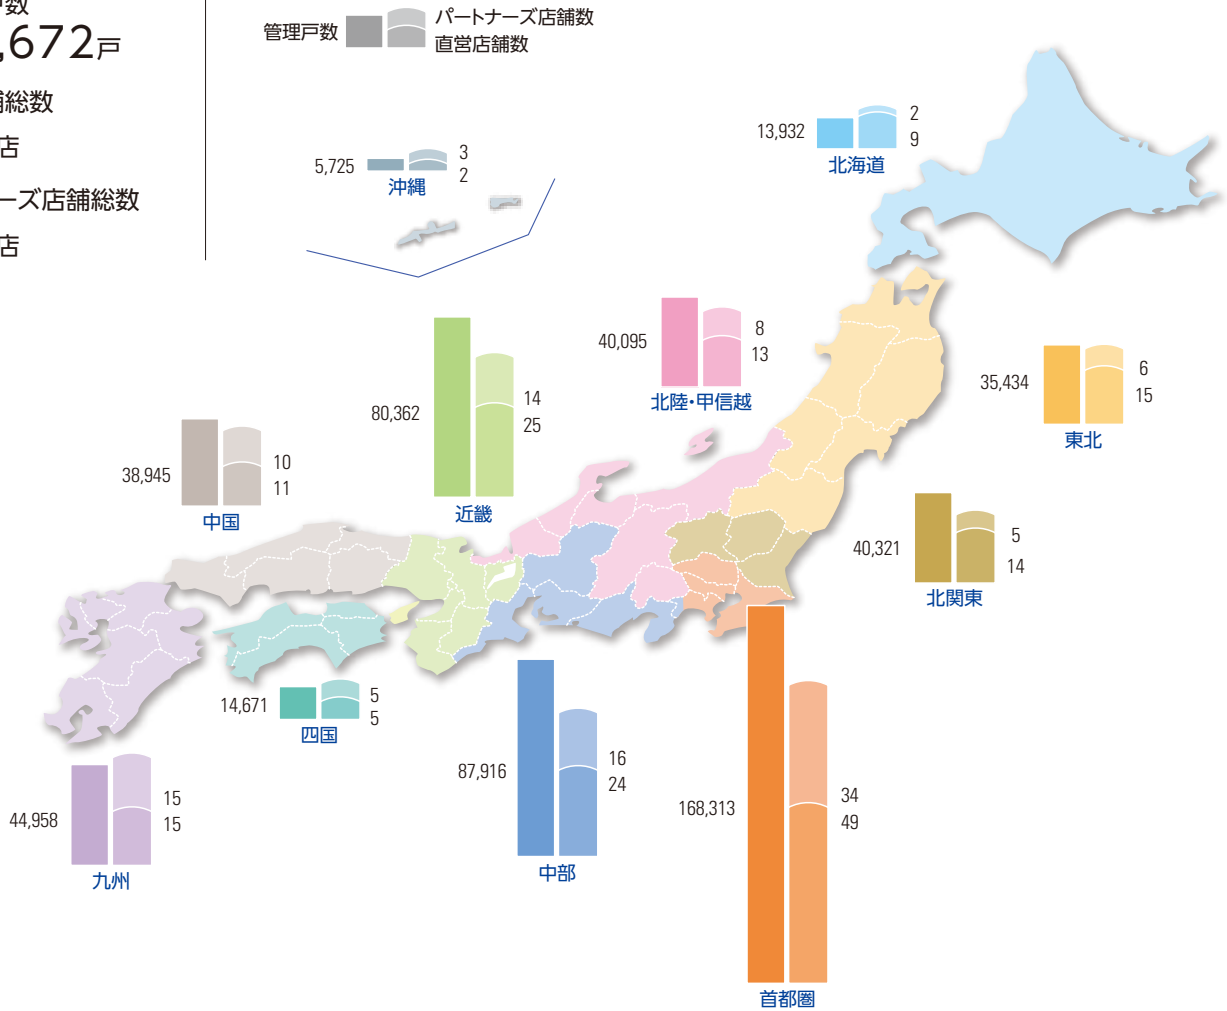 戸数
,672戸
舗総数
店
ーズ店舗総数
店
管理戸数
パートナーズ店舗数
直営店舗数
13,932
2
9
北海道
5,725
3
2
沖縄
40,095
8
13
北陸・甲信越
35,434
6
15
東北
80,362
14
25
近畿
38,945
10
11
中国
40,321
5
14
北関東
14,671
5
5
四国
87,916
16
24
中部
168,313
34
49
首都圏
44,958
15
15
九州